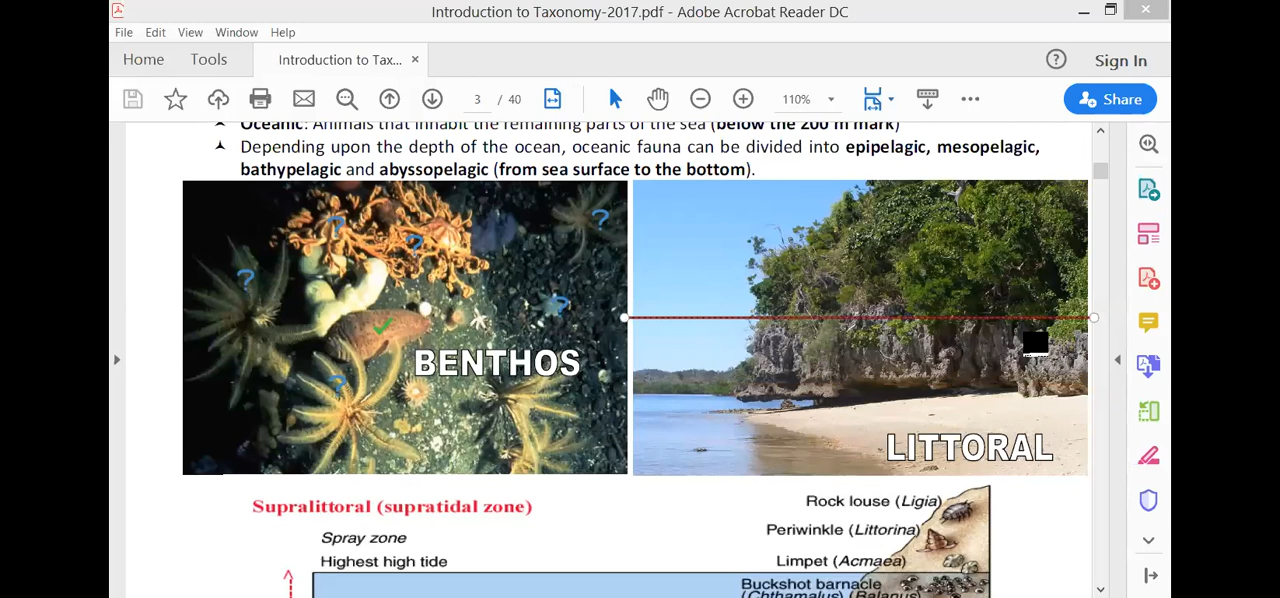 Introduction to Taxonomy-2017.pdf - Adobe Acrobat Reader DC
File Edit View Window Help
Home Tools Introduction to Tax... × ? Sign In
3 / 40 110% Share
Oceanic: Animals that inhabit the remaining parts of the sea (below the 200 m mark)
Depending upon the depth of the ocean, oceanic fauna can be divided into epipelagic, mesopelagic,
bathypelagic and abyssopelagic (from sea surface to the bottom).
? ? ? ? ? ?
BENTHOS
LITTORAL
Supralittoral (supratidal zone)
Spray zone
Highest high tide
Rock louse (Ligia)
Periwinkle (Littorina)
Limpet (Acmaea)
Buckshot barnacle
(Chthamalus) (Balanus)